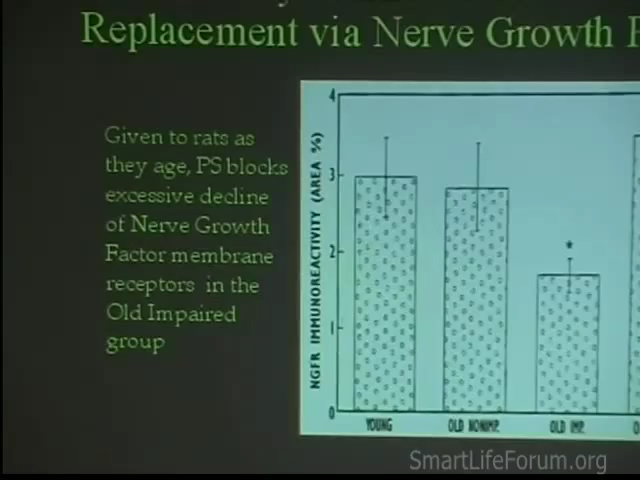 Replacement via Nerve Growth F
Given to rats as
they age, PS blocks
excessive decline
of Nerve Growth
Factor membrane
receptors in the
Old Impaired
group
NGFR IMMUNOREACTIVITY (AREA %)
4
3
2
1
0
*
YOUNG
OLD NONIMP.
OLD IMP.
SmartLifeForum.org